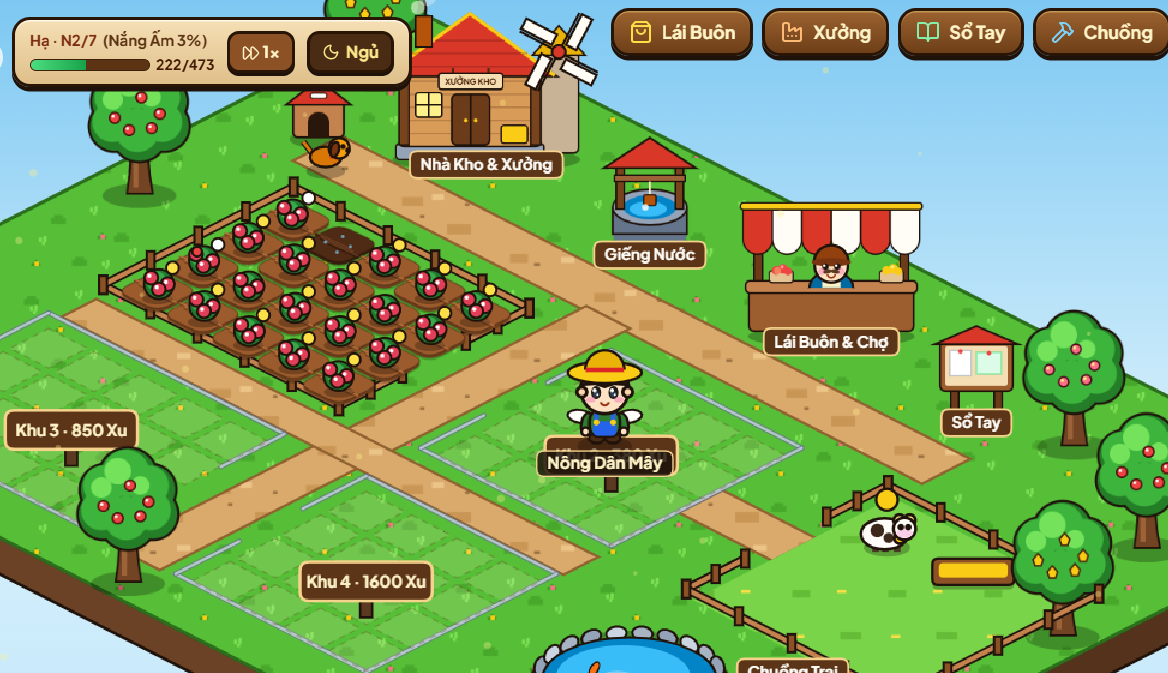 Hạ · N2/7 (Nắng Ấm 3%)
222/473
1x
Ngủ
Lái Buôn
Xưởng
Sổ Tay
Chuồng
XƯỞNG KHO
Nhà Kho & Xưởng
Giếng Nước
Lái Buôn & Chợ
Sổ Tay
Khu 3 · 850 Xu
Nông Dân Mây
Khu 4 · 1600 Xu
Chuồng Trại